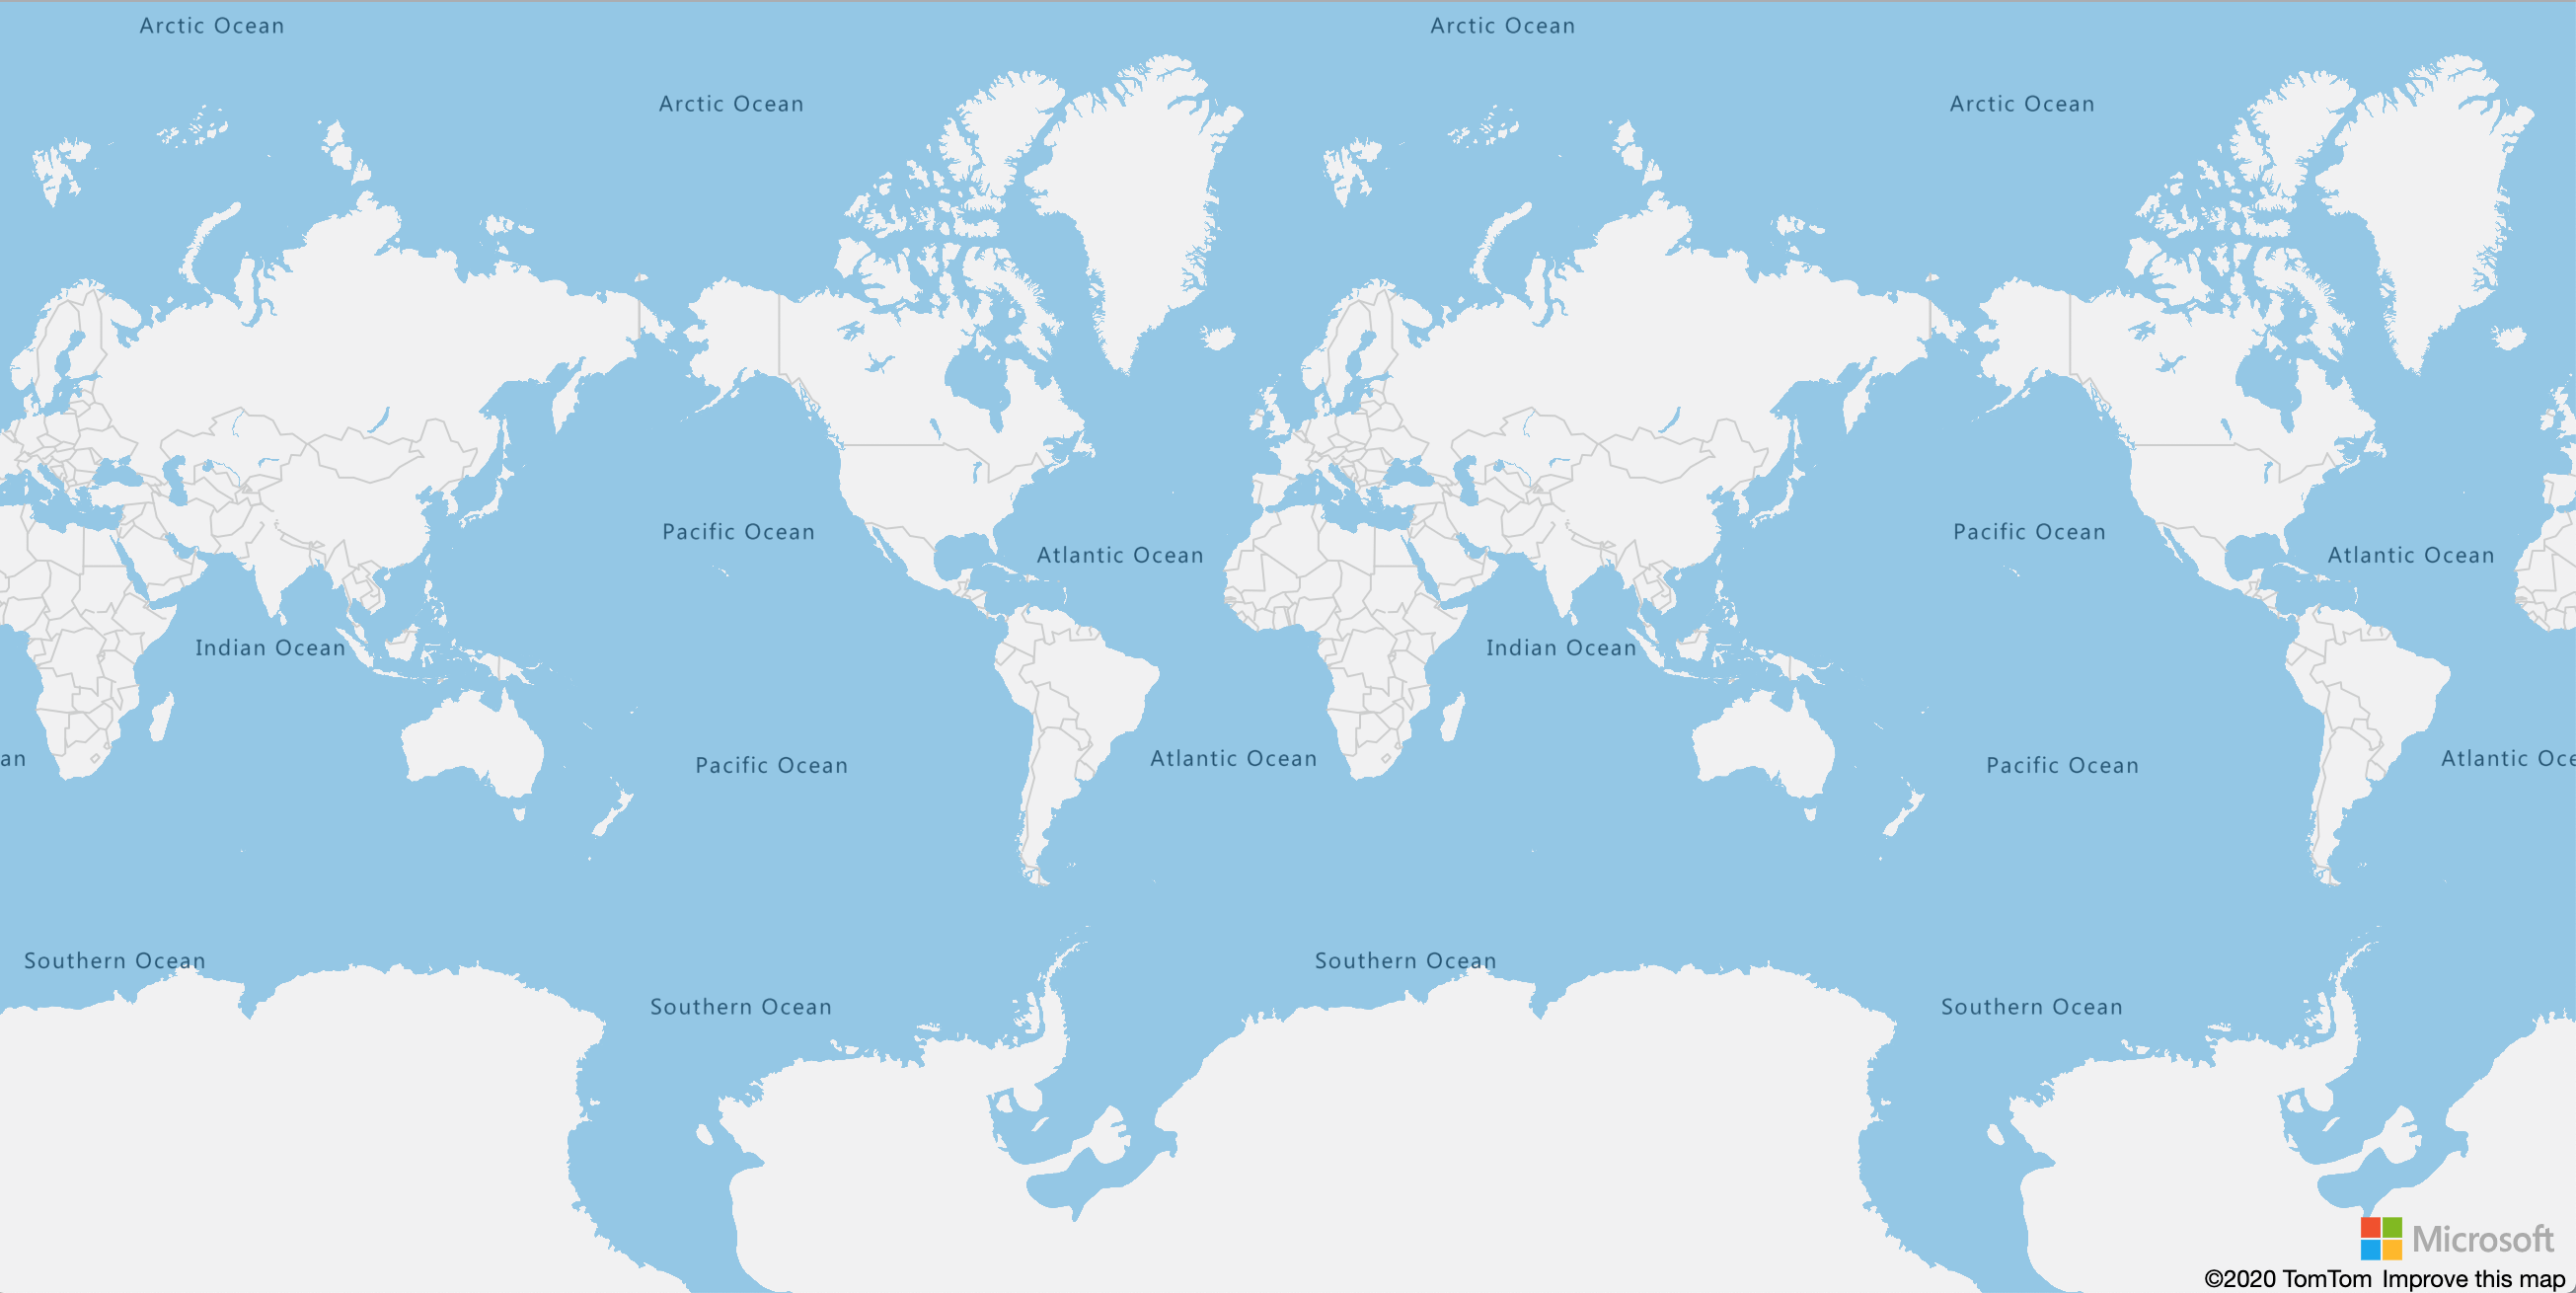 Arctic Ocean
Arctic Ocean
Arctic Ocean
Arctic Ocean
Pacific Ocean
Pacific Ocean
Atlantic Ocean
Atlantic Ocean
Indian Ocean
Indian Ocean
an
Pacific Ocean
Atlantic Ocean
Pacific Ocean
Atlantic Oce
Southern Ocean
Southern Ocean
Southern Ocean
Southern Ocean
Microsoft
©2020 TomTom Improve this map